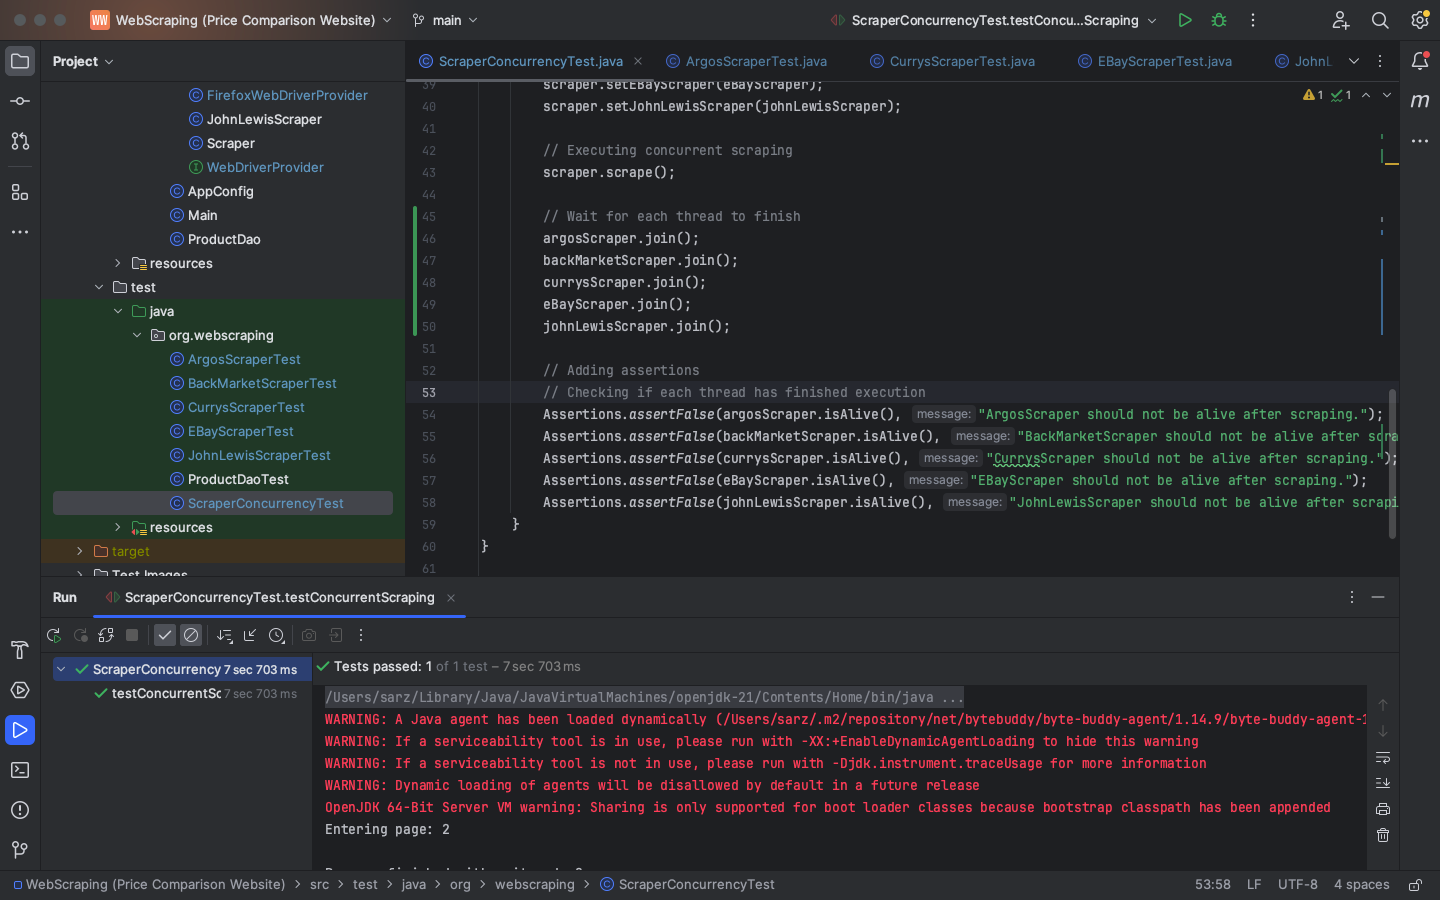 WW WebScraping (Price Comparison Website) main ScraperConcurrencyTest.testConcu...Scraping
Project
ScraperConcurrencyTest.java ArgosScraperTest.java CurrysScraperTest.java EBayScraperTest.java JohnL
FirefoxWebDriverProvider
JohnLewisScraper
Scraper
WebDriverProvider
AppConfig
Main
ProductDao
resources
test
java
org.webscraping
ArgosScraperTest
BackMarketScraperTest
CurrysScraperTest
EBayScraperTest
JohnLewisScraperTest
ProductDaoTest
ScraperConcurrencyTest
resources
target
Test Images
1 1
39 scraper.setEBayScraper(eBayScraper);
40 scraper.setJohnLewisScraper(johnLewisScraper);
41
42 // Executing concurrent scraping
43 scraper.scrape();
44
45 // Wait for each thread to finish
46 argosScraper.join();
47 backMarketScraper.join();
48 currysScraper.join();
49 eBayScraper.join();
50 johnLewisScraper.join();
51
52 // Adding assertions
53 // Checking if each thread has finished execution
54 Assertions.assertFalse(argosScraper.isAlive(), message: "ArgosScraper should not be alive after scraping.");
55 Assertions.assertFalse(backMarketScraper.isAlive(), message: "BackMarketScraper should not be alive after scra
56 Assertions.assertFalse(currysScraper.isAlive(), message: "CurrysScraper should not be alive after scraping.");
57 Assertions.assertFalse(eBayScraper.isAlive(), message: "EBayScraper should not be alive after scraping.");
58 Assertions.assertFalse(johnLewisScraper.isAlive(), message: "JohnLewisScraper should not be alive after scrapi
59 }
60 }
61
Run ScraperConcurrencyTest.testConcurrentScraping
ScraperConcurrency 7 sec 703 ms
testConcurrentSc 7 sec 703 ms
Tests passed: 1 of 1 test – 7 sec 703 ms
/Users/sarz/Library/Java/JavaVirtualMachines/openjdk-21/Contents/Home/bin/java ...
WARNING: A Java agent has been loaded dynamically (/Users/sarz/.m2/repository/net/bytebuddy/byte-buddy-agent/1.14.9/byte-buddy-agent-1
WARNING: If a serviceability tool is in use, please run with -XX:+EnableDynamicAgentLoading to hide this warning
WARNING: If a serviceability tool is not in use, please run with -Djdk.instrument.traceUsage for more information
WARNING: Dynamic loading of agents will be disallowed by default in a future release
OpenJDK 64-Bit Server VM warning: Sharing is only supported for boot loader classes because bootstrap classpath has been appended
Entering page: 2
WebScraping (Price Comparison Website) > src > test > java > org > webscraping > ScraperConcurrencyTest
53:58 LF UTF-8 4 spaces